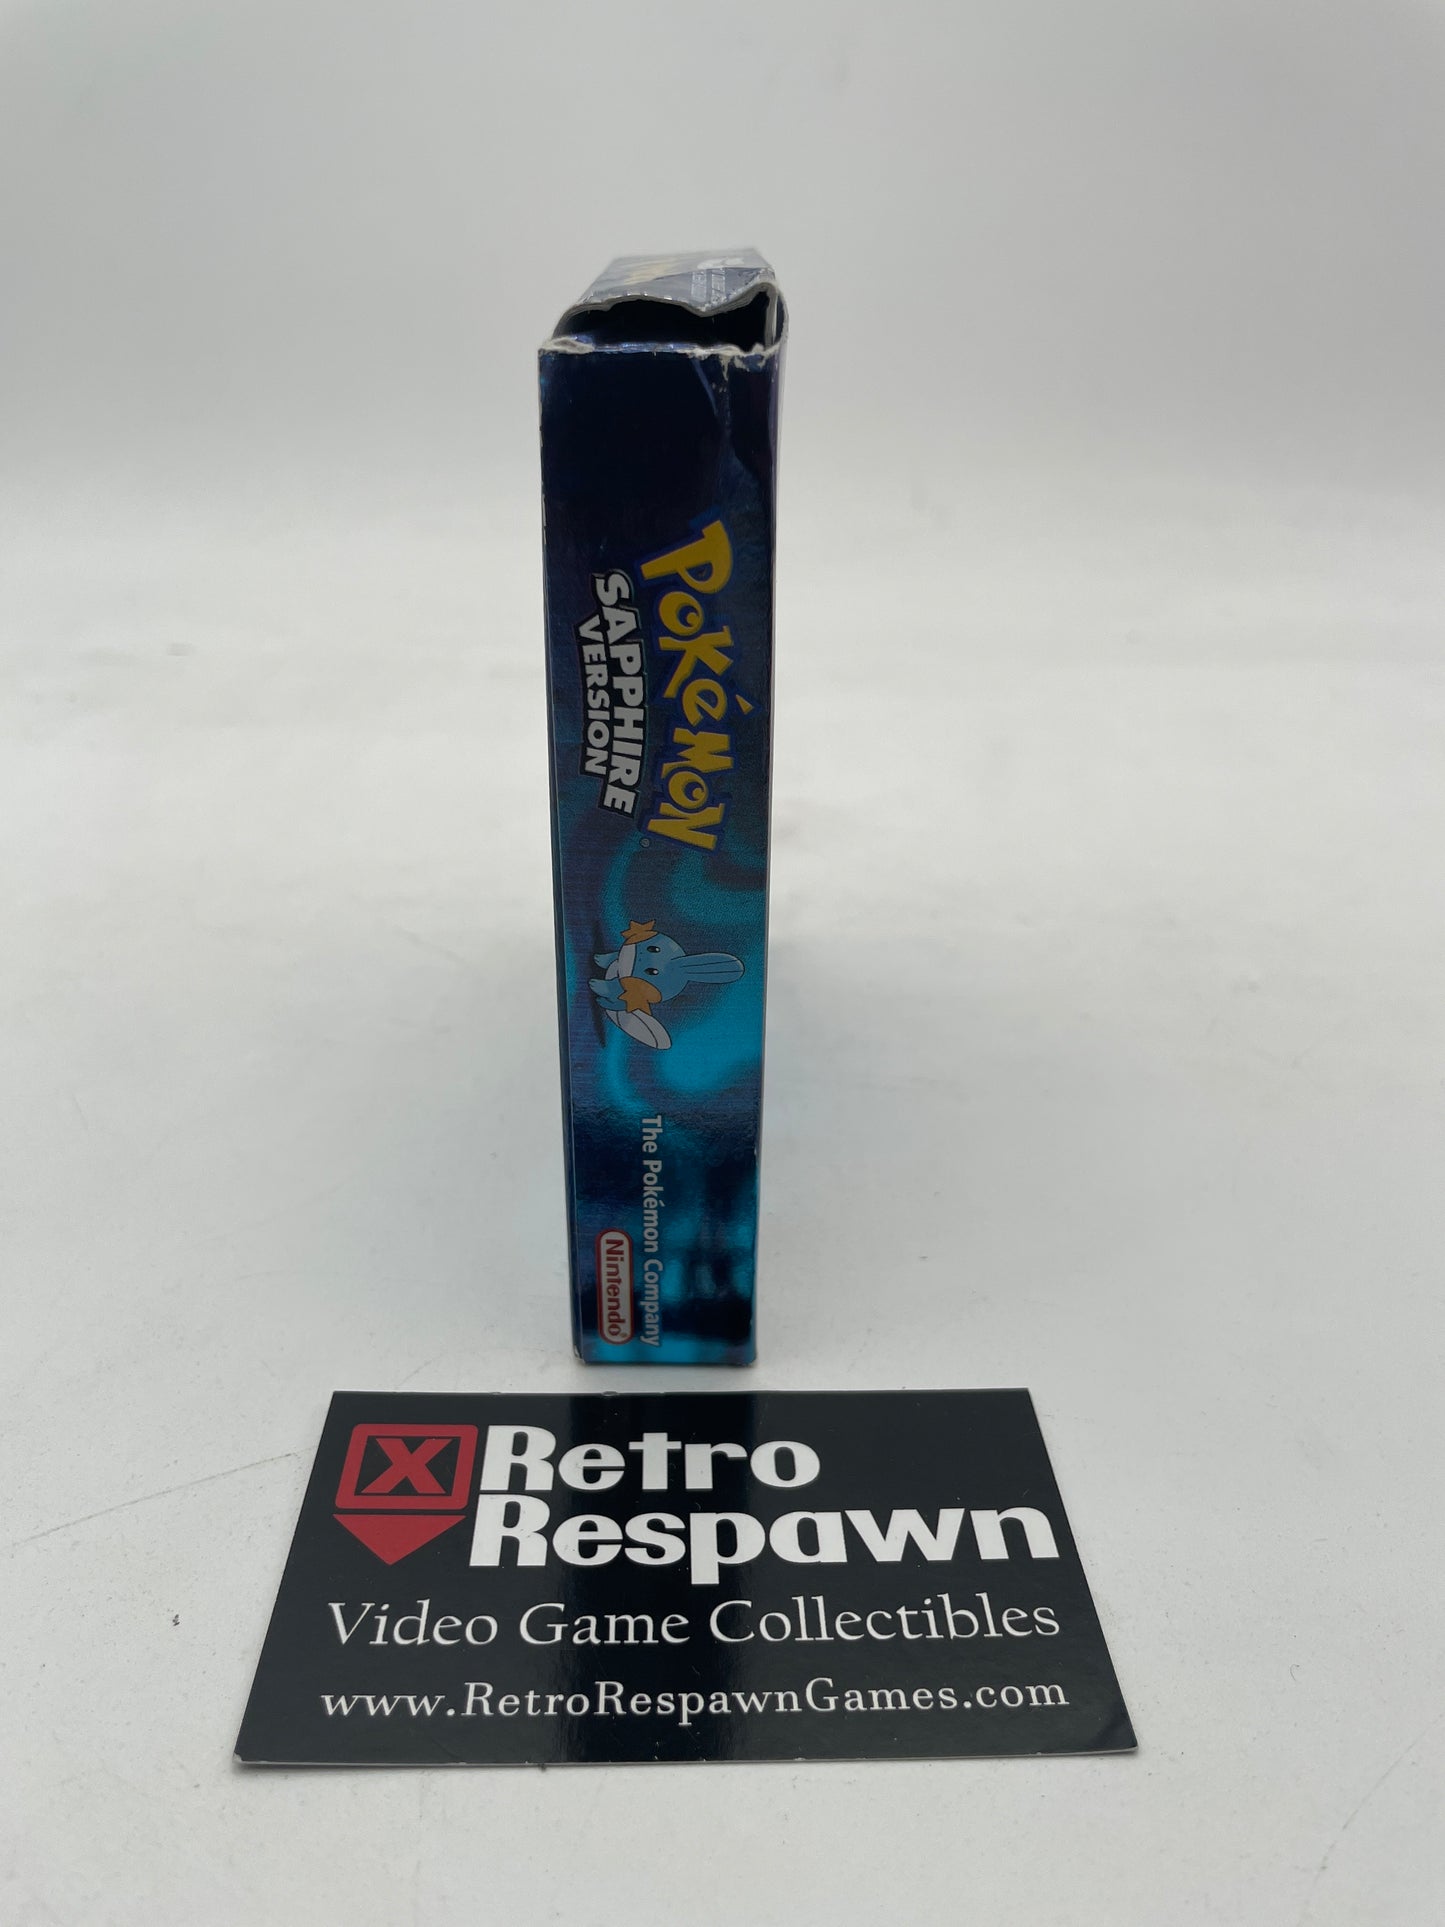 POKéMON®
SAPPHIRE
VERSION
The Pokémon Company
Nintendo®
X Retro
Respawn
Video Game Collectibles
www.RetroRespawnGames.com